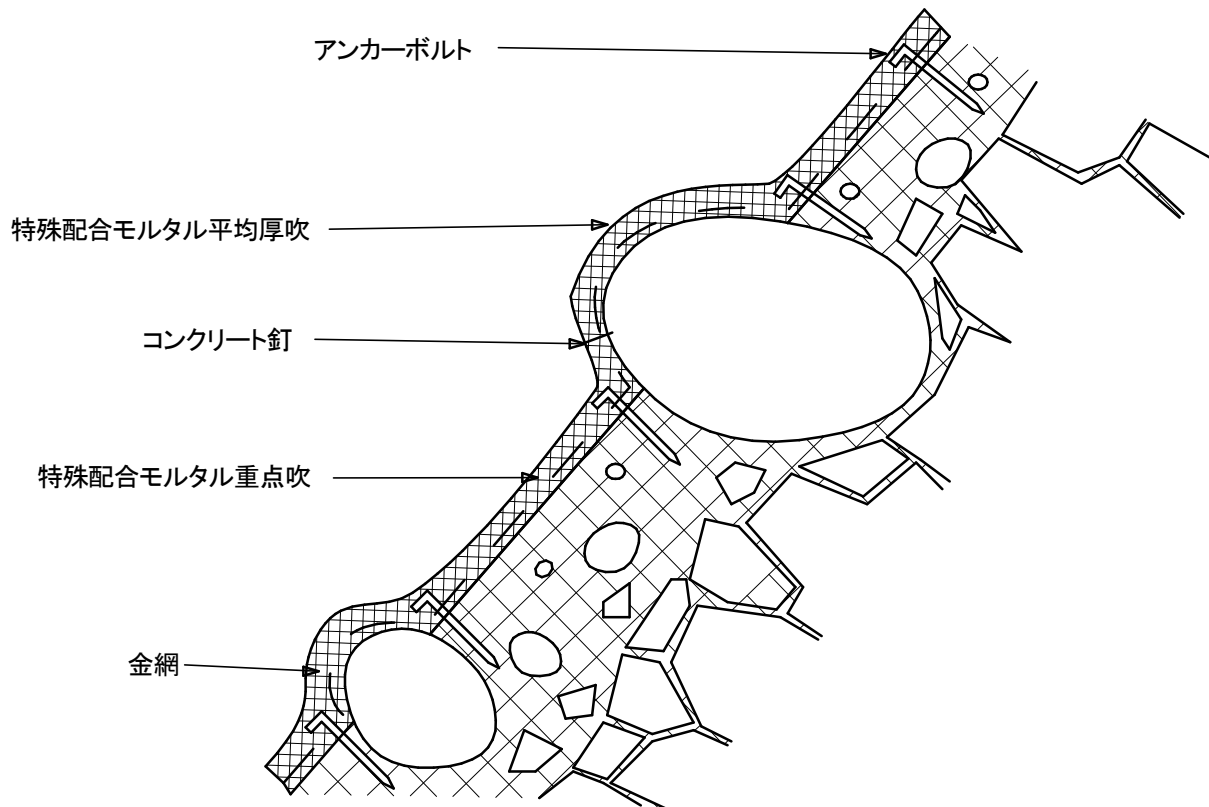 アンカーボルト
特殊配合モルタル平均厚吹
コンクリート釘
特殊配合モルタル重点吹
金網